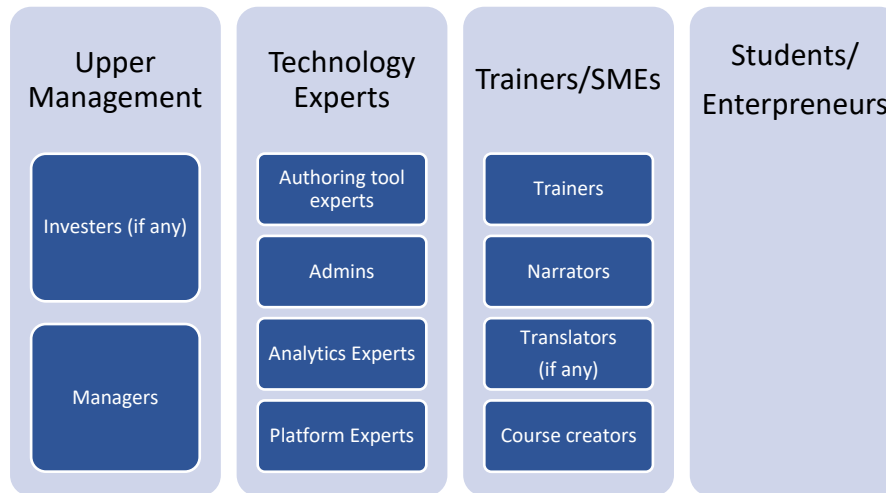 Upper
Management
Investers (if any)
Managers
Technology
Experts
Authoring tool
experts
Admins
Analytics Experts
Platform Experts
Trainers/SMEs
Trainers
Narrators
Translators
(if any)
Course creators
Students/
Enterpreneurs